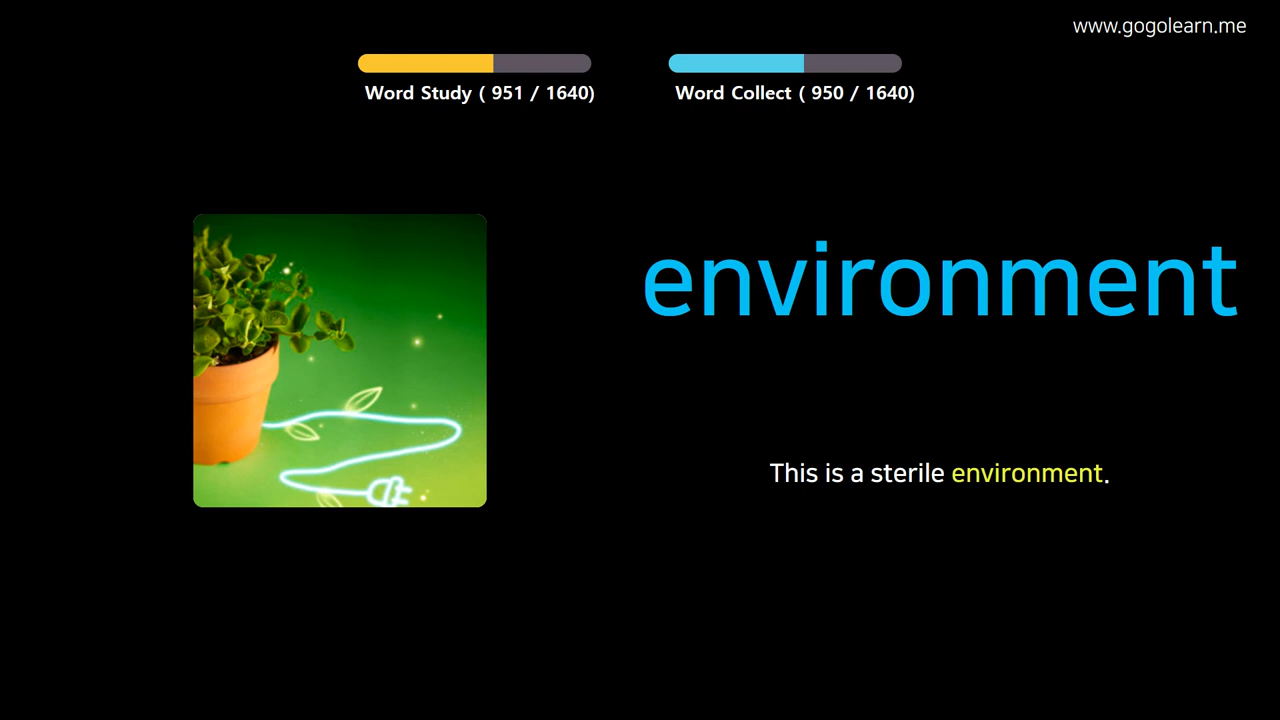 www.gogolearn.me
Word Study ( 951 / 1640)
Word Collect ( 950 / 1640)
environment
This is a sterile environment.